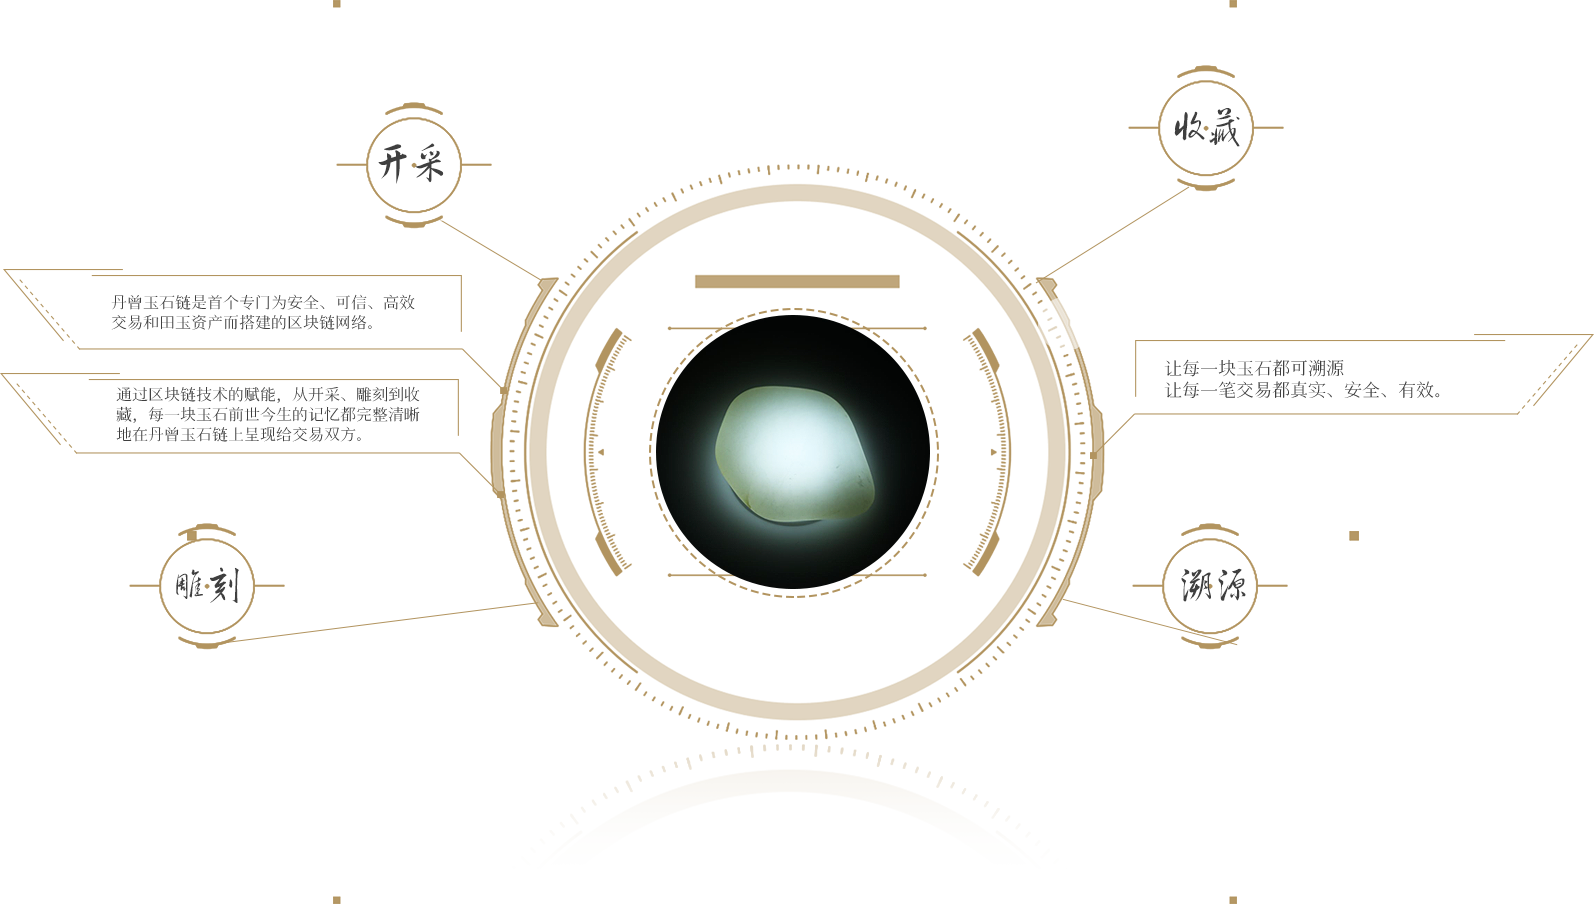 开·采
收·藏
丹曾玉石链是首个专门为安全、可信、高效
交易和田玉资产而搭建的区块链网络。
通过区块链技术的赋能，从开采、雕刻到收
藏，每一块玉石前世今生的记忆都完整清晰
地在丹曾玉石链上呈现给交易双方。
让每一块玉石都可溯源
让每一笔交易都真实、安全、有效。
雕·刻
溯·源